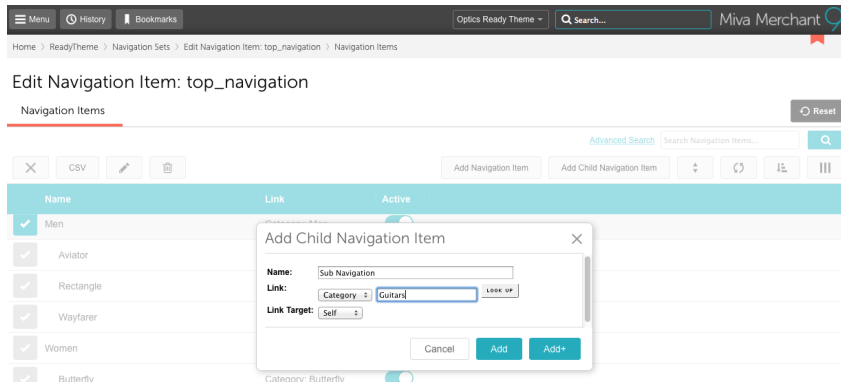 Menu History Bookmarks Optics Ready Theme Search... Miva Merchant 9
Home > ReadyTheme > Navigation Sets > Edit Navigation Item: top_navigation > Navigation Items
Edit Navigation Item: top_navigation
Navigation Items Reset
Advanced Search Search Navigation Items...
CSV Add Navigation Item Add Child Navigation Item
Name Link Active
Men Category: Men
Add Child Navigation Item
Aviator
Name: Sub Navigation
Rectangle
Link: Category Guitars LOOK UP
Wayfarer
Link Target: Self
Women
Cancel Add Add+
Butterfly Category: Butterfly